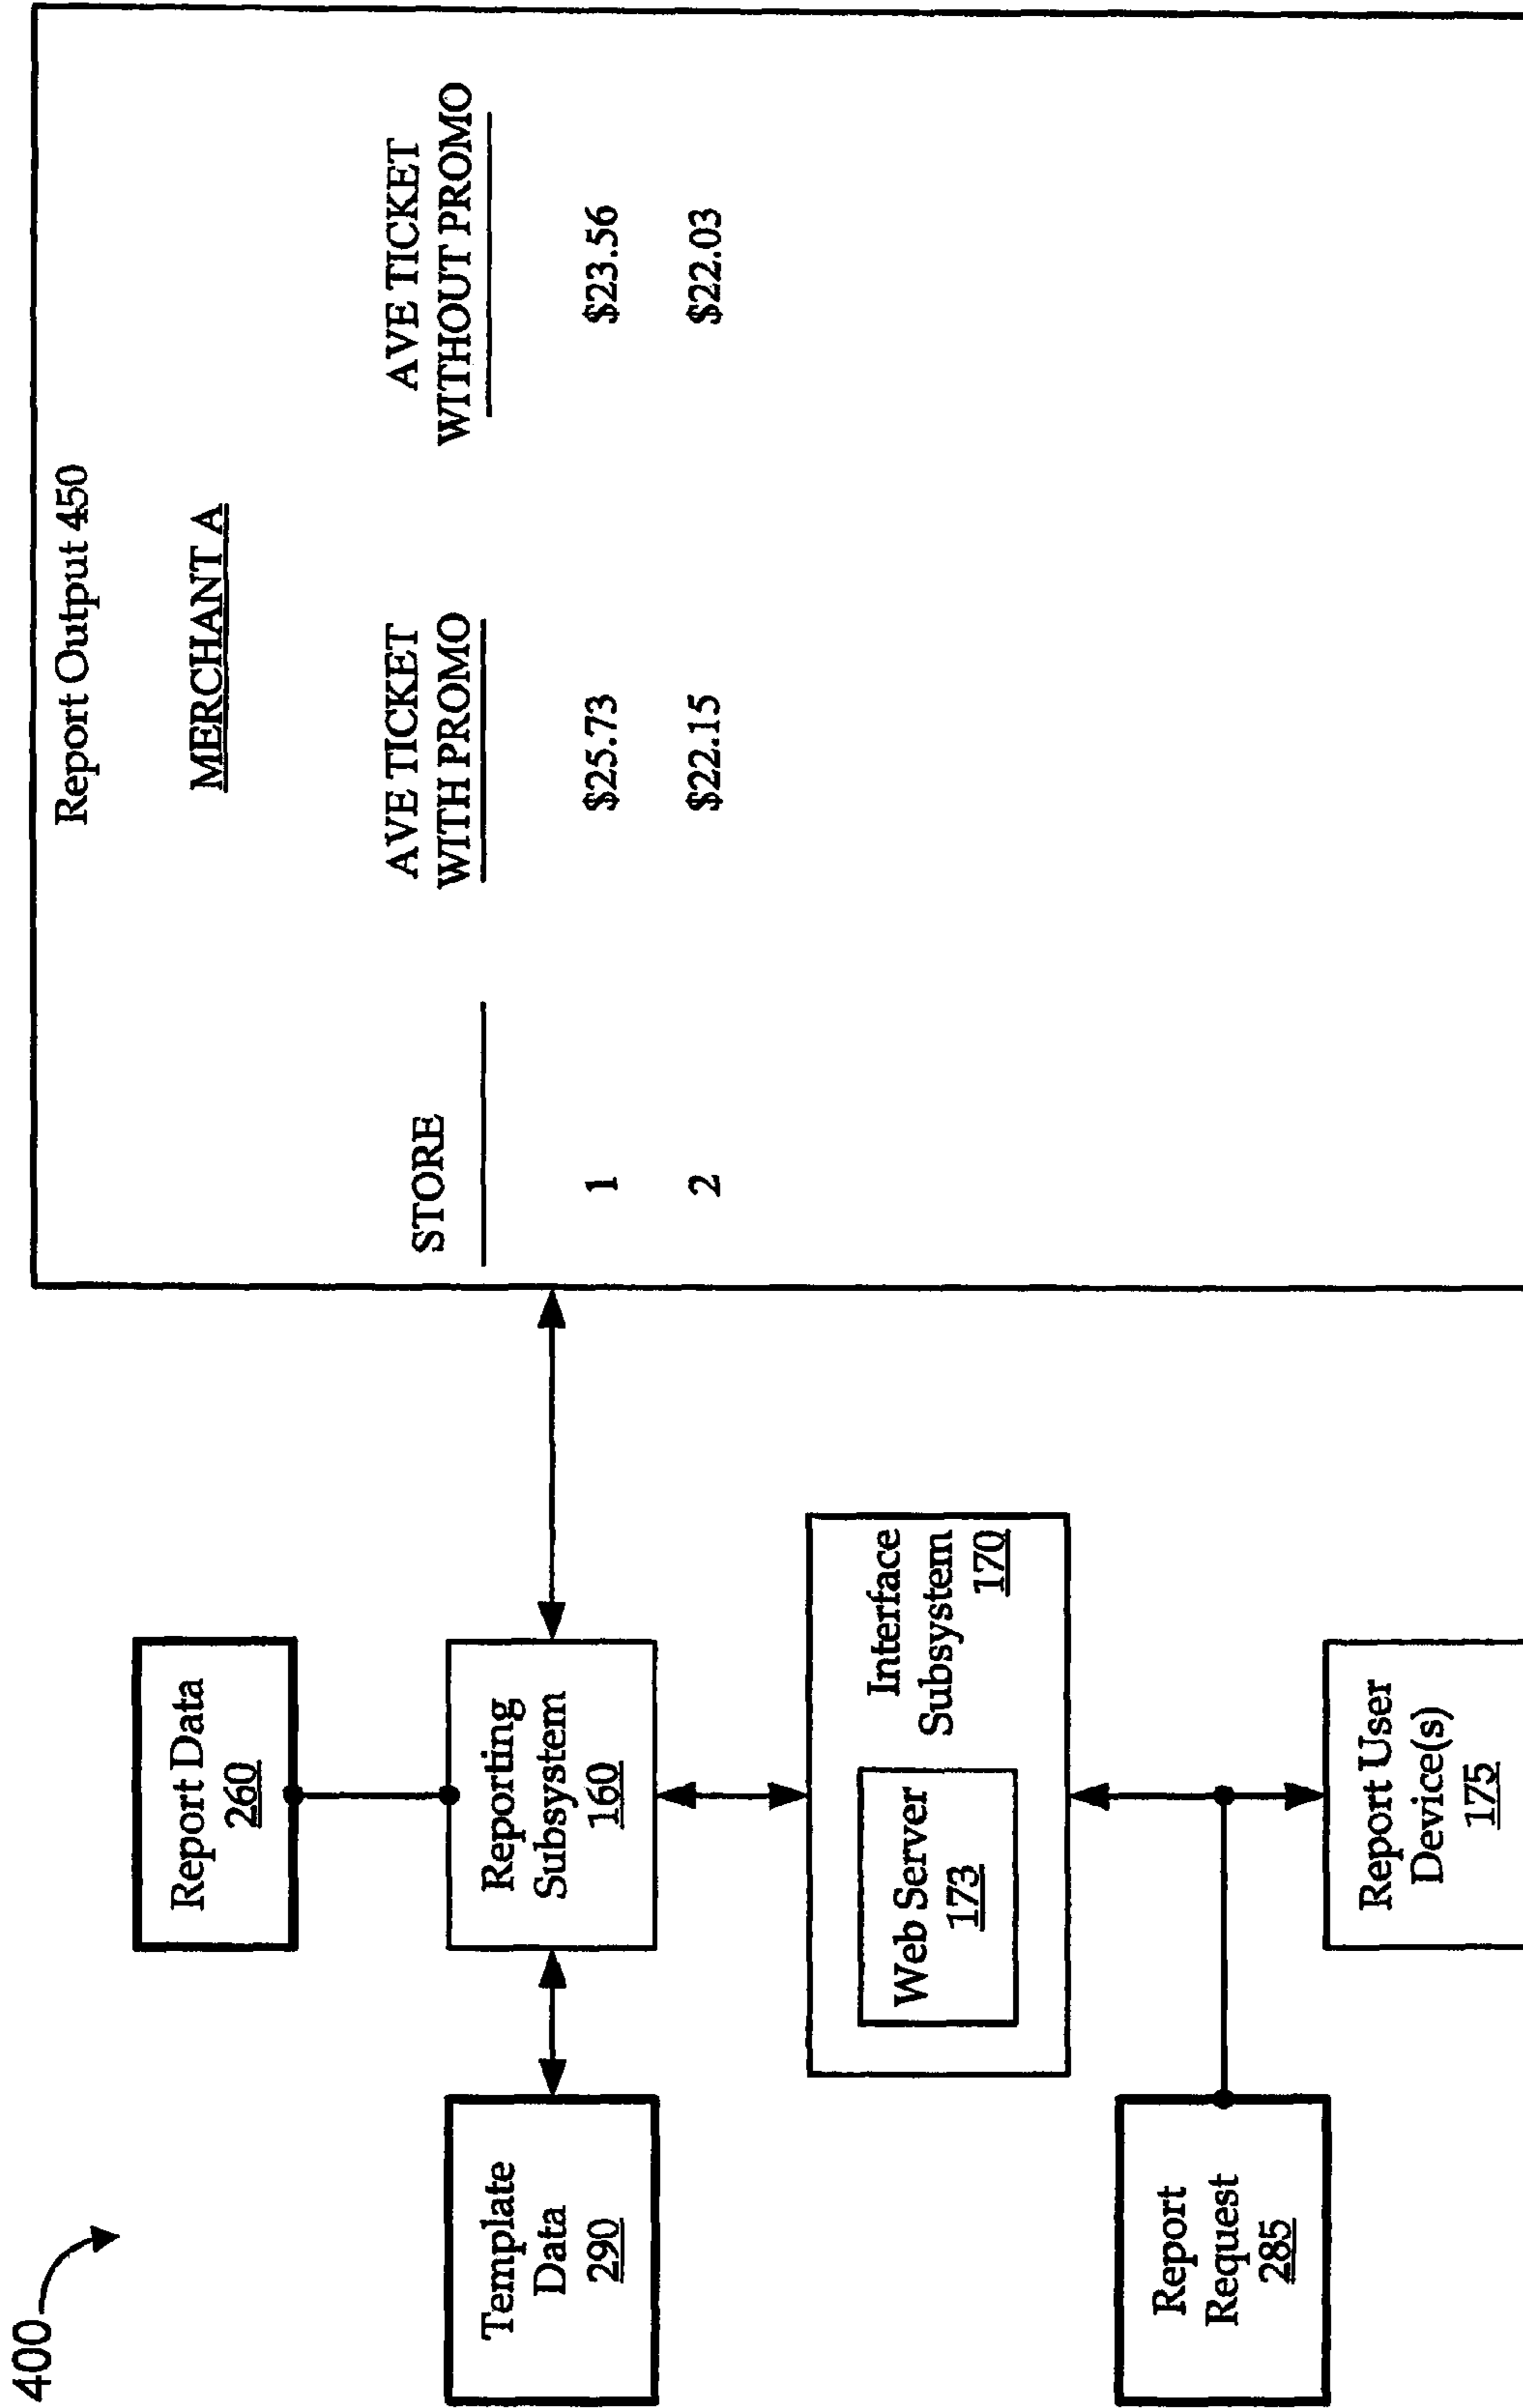 400
Template
Data
290
Report Data
260
Reporting
Subsystem
160
Interface
Subsystem
170
Web Server
173
Report
Request
285
Report User
Device(s)
175
Report Output 450
MERCHANT A
STORE
AVE TICKET
WITH PROMO
AVE TICKET
WITHOUT PROMO
1 $25.73 $23.56
2 $22.15 $22.03